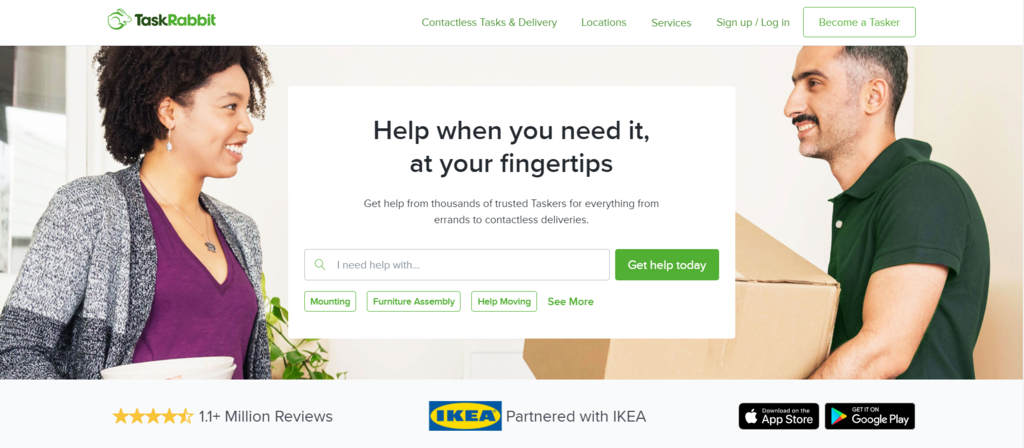 TaskRabbit
Contactless Tasks & Delivery
Locations
Services
Sign up / Log in
Become a Tasker
Help when you need it,
at your fingertips
Get help from thousands of trusted Taskers for everything from
errands to contactless deliveries.
I need help with...
Get help today
Mounting
Furniture Assembly
Help Moving
See More
1.1+ Million Reviews
IKEA
Partnered with IKEA
Download on the
App Store
GET IT ON
Google Play